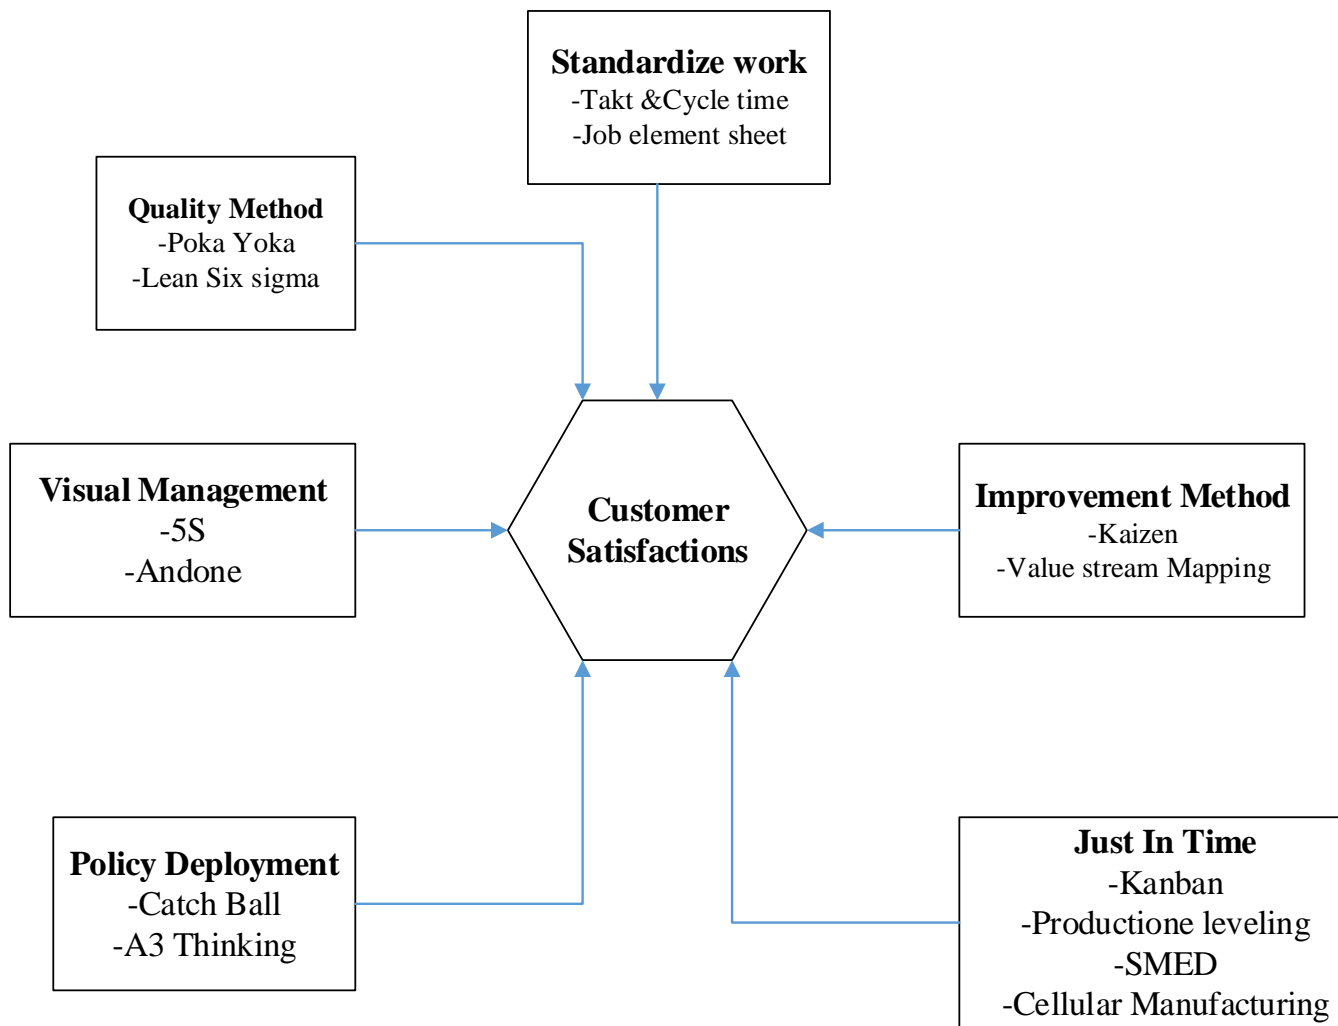 Standardize work
-Takt &Cycle time
-Job element sheet
Quality Method
-Poka Yoka
-Lean Six sigma
Visual Management
-5S
-Andone
Customer
Satisfactions
Improvement Method
-Kaizen
-Value stream Mapping
Policy Deployment
-Catch Ball
-A3 Thinking
Just In Time
-Kanban
-Productione leveling
-SMED
-Cellular Manufacturing